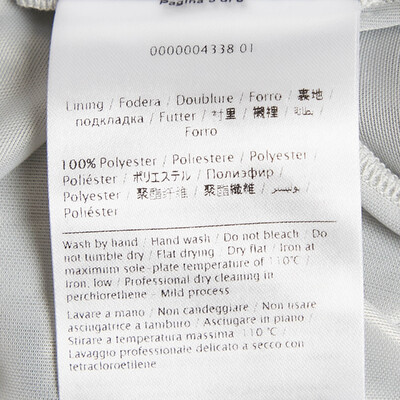 0000004338 01
Lining / Fodera / Doublure / Forro / 裏地 /
подкладка / Futter / 衬里 / 襯裡 /
Forro
100% Polyester / Poliestere / Polyester /
Poliéster / ポリエステル / Полиэфир /
Polyester / 聚酯纤维 / 聚酯纖維 / بوليستر /
Poliéster
Wash by hand / Hand wash / Do not bleach / Do
not tumble dry / Flat drying - Dry flat / Iron at
maximum sole-plate temperature of 110°C /
iron, low / Professional dry cleaning in
perchlorethene - Mild process
Lavare a mano / Non candeggiare / Non usare
asciugatrice a tamburo / Asciugare in piano /
Stirare a temperatura massima 110 °C /
Lavaggio professionale delicato a secco con
tetracloroetilene